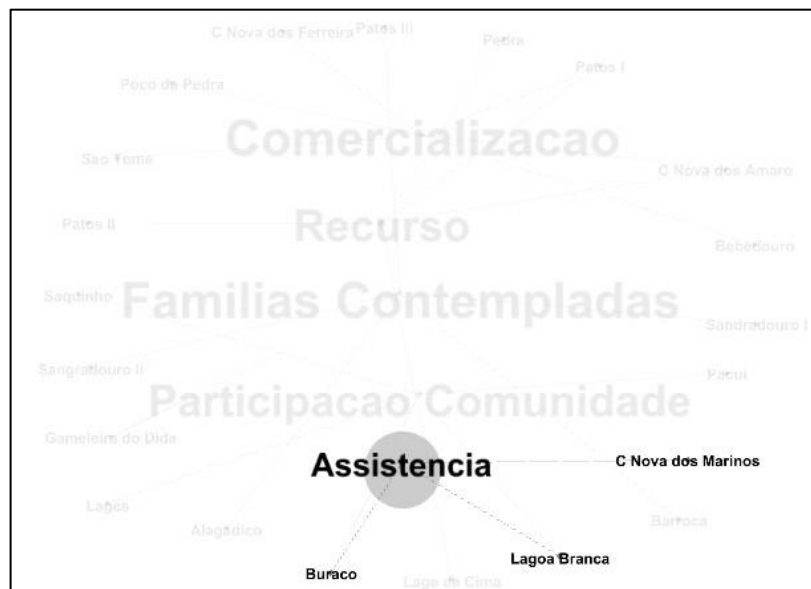 C Nova dos Ferreira
Patos III
Pedra
Patos I
Poco da Pedra
Comercializacao
Sao Tome
C Nova dos Amaro
Patos II
Recurso
Bebedouro
Saquinho
Familias Contempladas
Sandradouro I
Sangradouro II
Pacui
Participacao Comunidade
Gameleira do Dida
Assistencia
C Nova dos Marinos
Lagos
Alagadico
Barroca
Lagoa Branca
Buraco
Lage de Cima